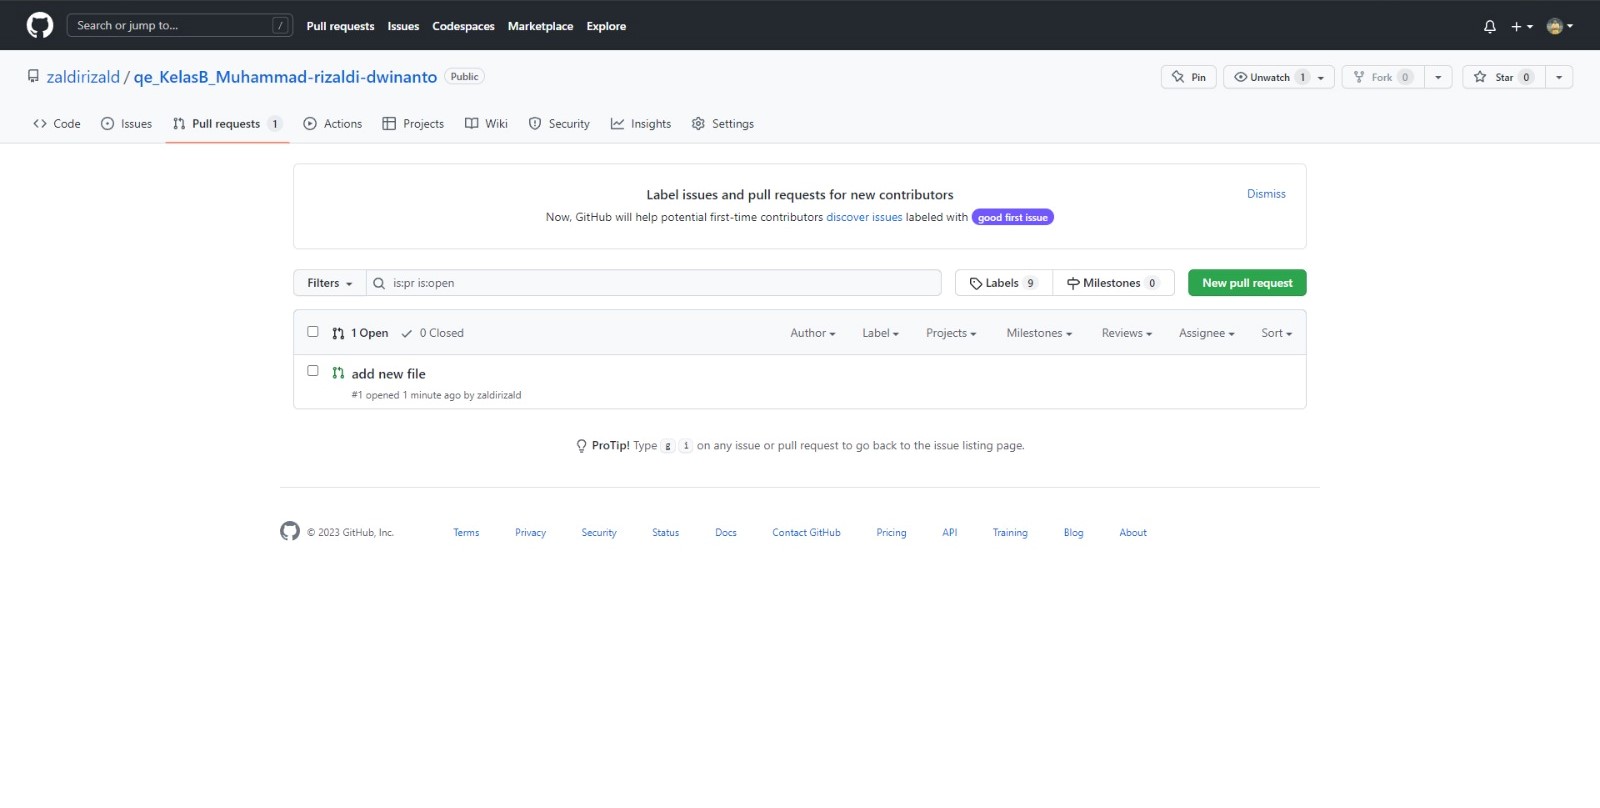 Search or jump to... /
Pull requests Issues Codespaces Marketplace Explore
zaldirizald / qe_KelasB_Muhammad-rizaldi-dwinanto Public
Pin Unwatch 1 Fork 0 Star 0
Code Issues Pull requests 1 Actions Projects Wiki Security Insights Settings
Label issues and pull requests for new contributors
Dismiss
Now, GitHub will help potential first-time contributors discover issues labeled with good first issue
Filters is:pr is:open Labels 9 Milestones 0 New pull request
1 Open 0 Closed Author Label Projects Milestones Reviews Assignee Sort
add new file
#1 opened 1 minute ago by zaldirizald
ProTip! Type g i on any issue or pull request to go back to the issue listing page.
© 2023 GitHub, Inc. Terms Privacy Security Status Docs Contact GitHub Pricing API Training Blog About